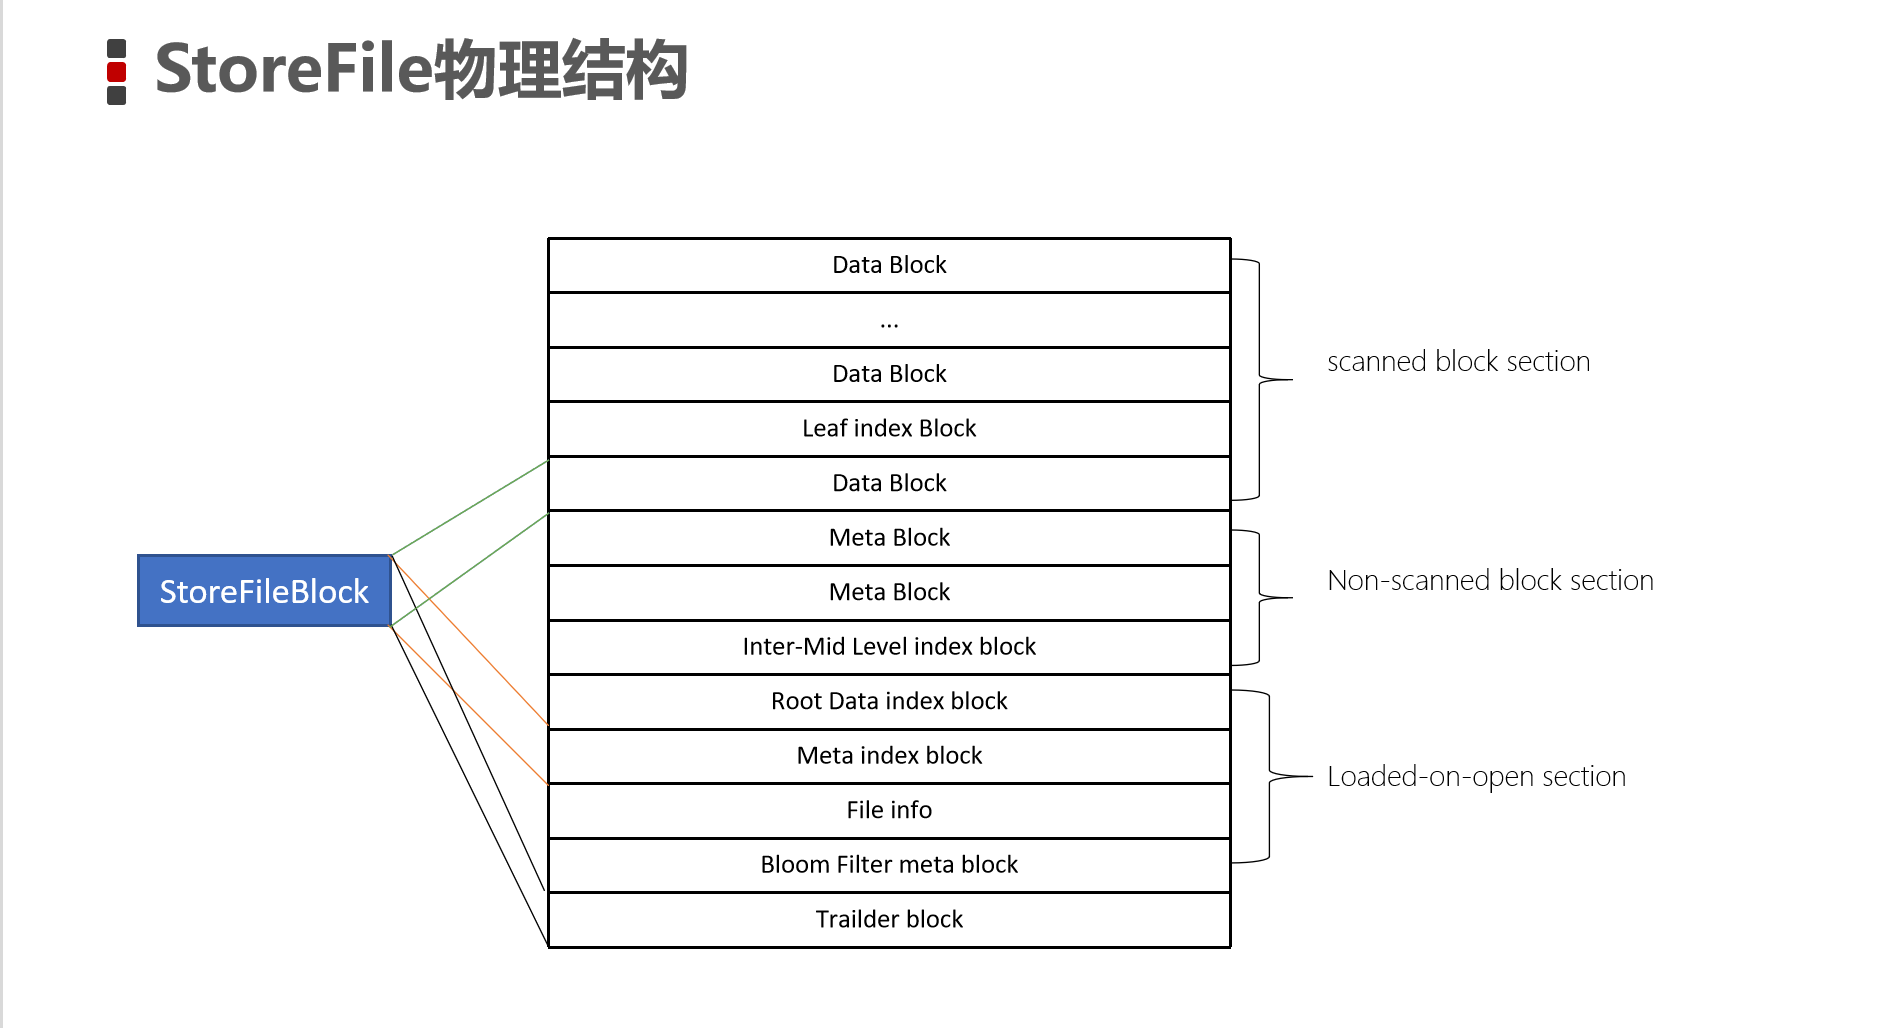 StoreFile物理结构
Data Block
...
Data Block
Leaf index Block
Data Block
Meta Block
Meta Block
Inter-Mid Level index block
Root Data index block
Meta index block
File info
Bloom Filter meta block
Trailder block
StoreFileBlock
scanned block section
Non-scanned block section
Loaded-on-open section